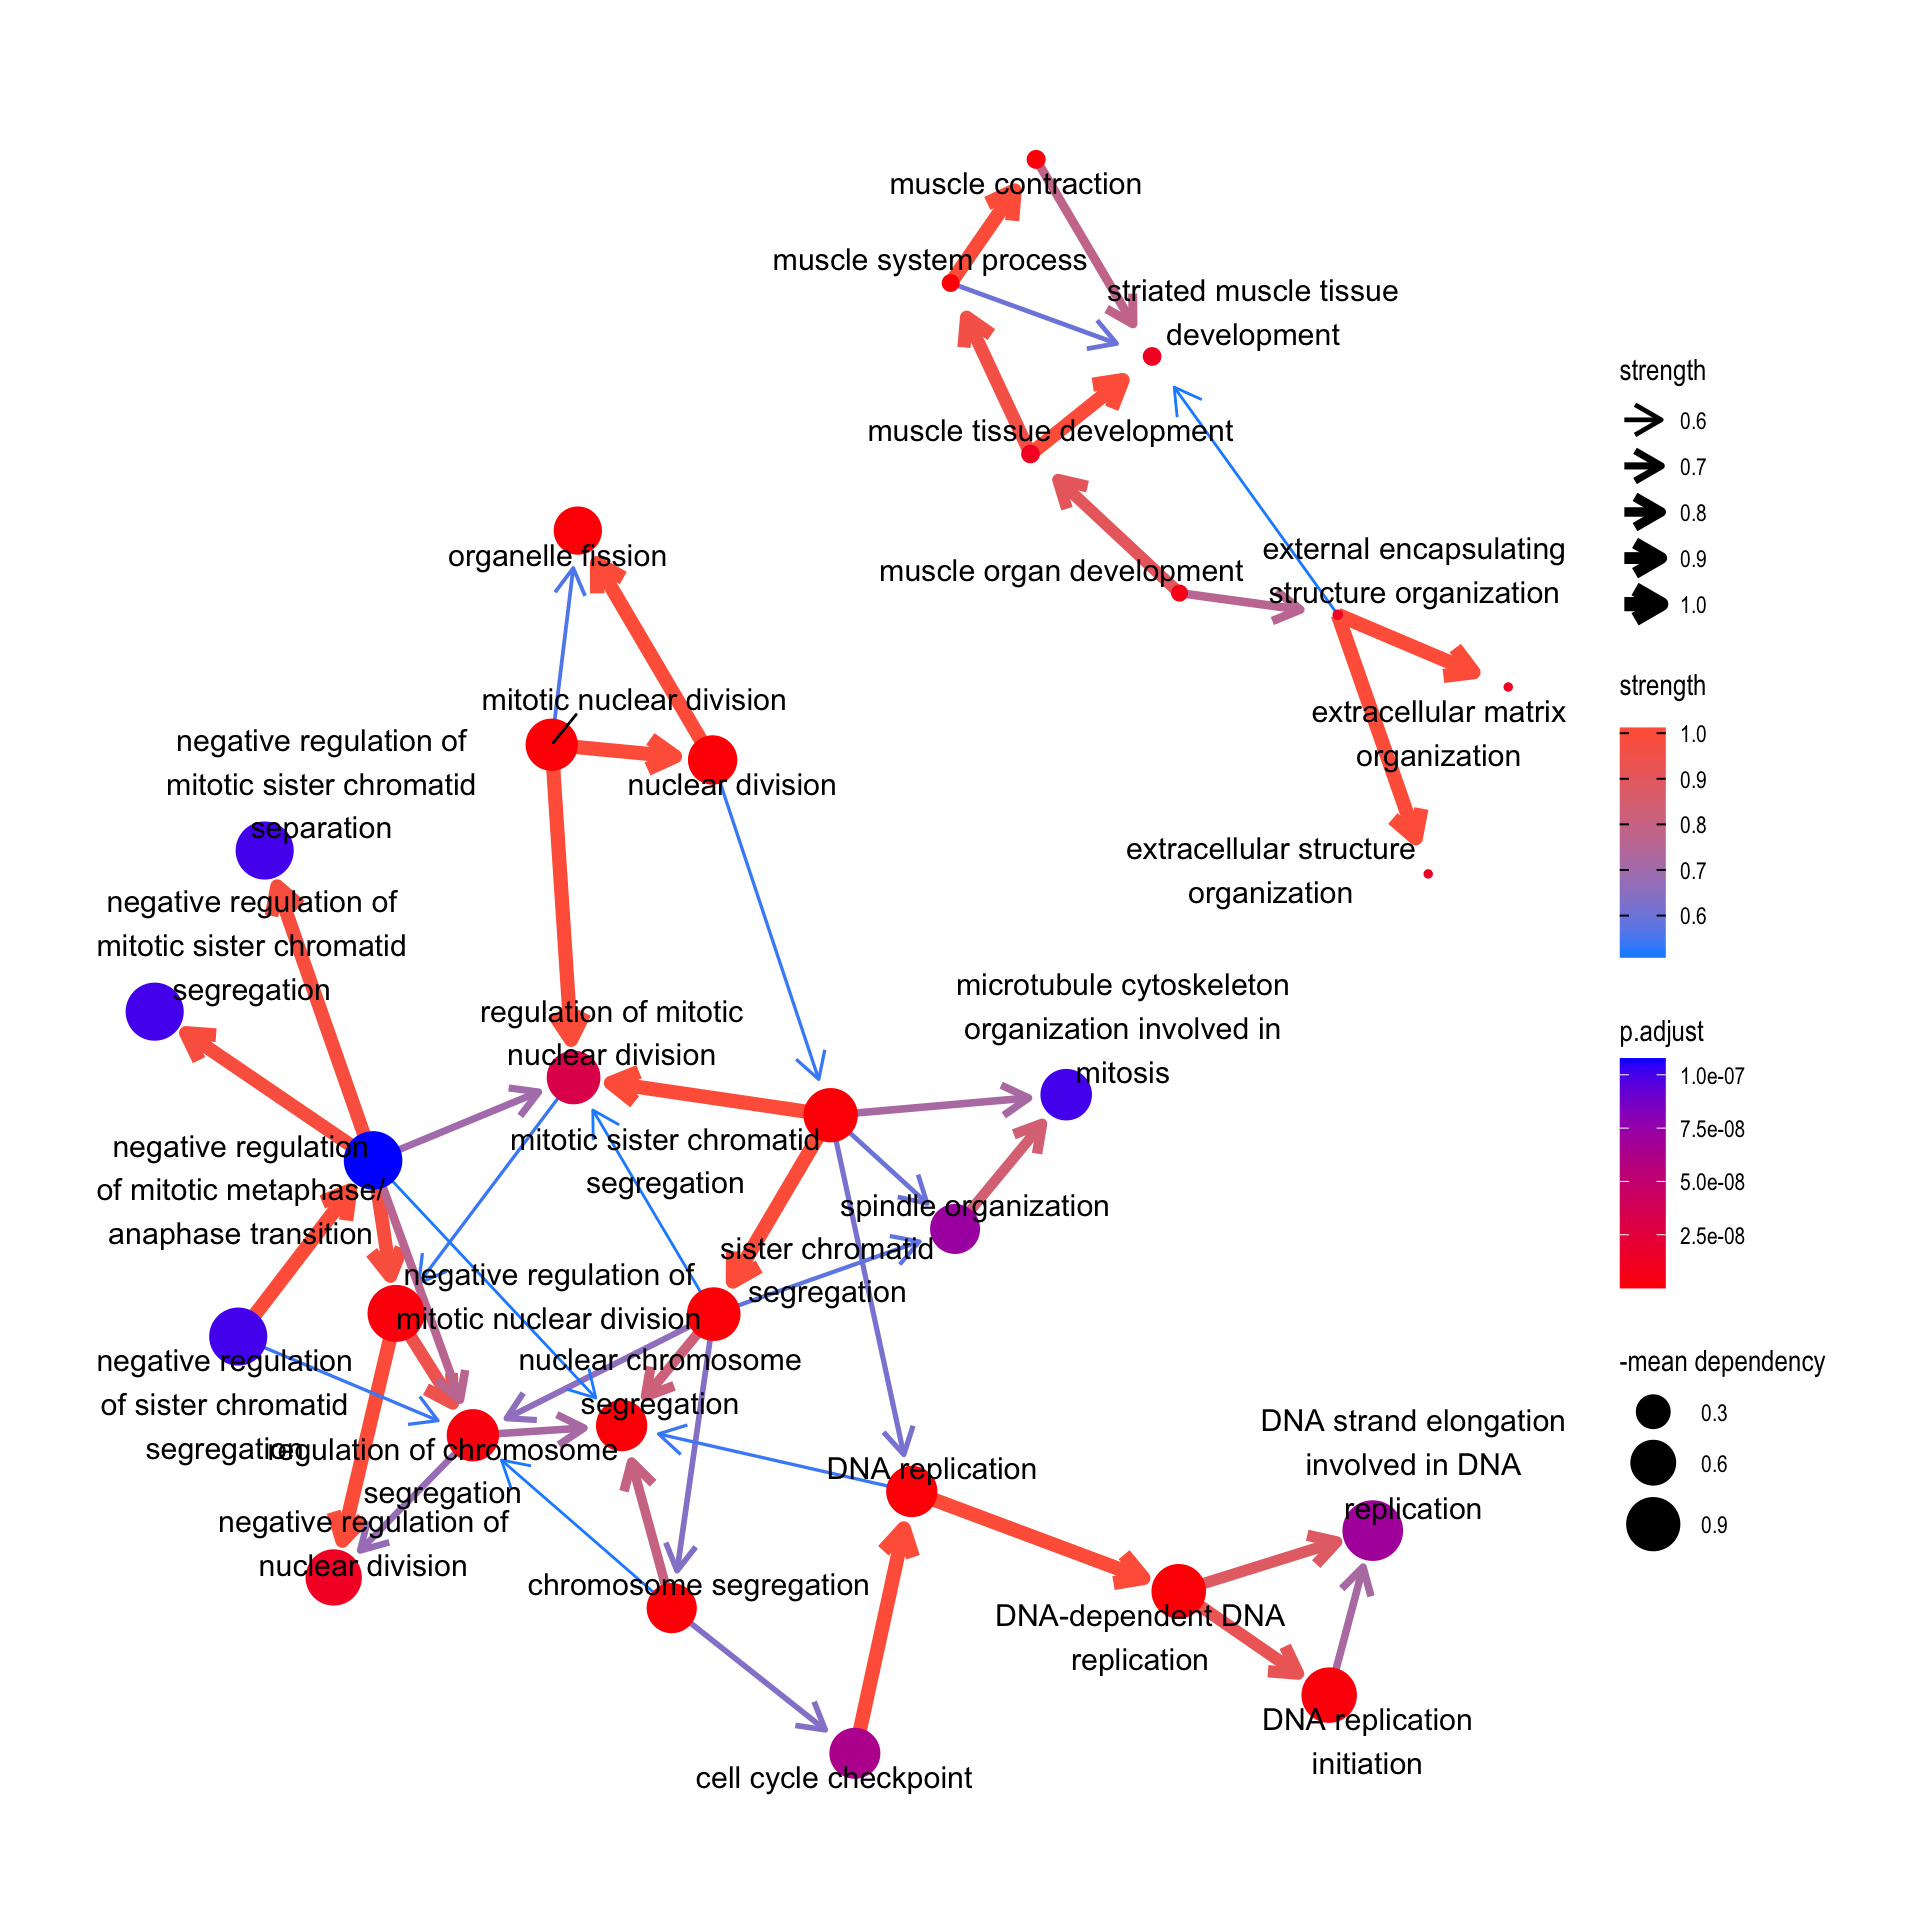 muscle contraction
muscle system process
striated muscle tissue
development
muscle tissue development
muscle organ development
external encapsulating
structure organization
extracellular matrix
organization
extracellular structure
organization
organelle fission
mitotic nuclear division
nuclear division
negative regulation of
mitotic sister chromatid
separation
negative regulation of
mitotic sister chromatid
segregation
regulation of mitotic
nuclear division
microtubule cytoskeleton
organization involved in
mitosis
negative regulation
of mitotic metaphase/
anaphase transition
mitotic sister chromatid
segregation
spindle organization
sister chromatid
segregation
negative regulation of
mitotic nuclear division
negative regulation
of sister chromatid
segregation
nuclear chromosome
segregation
regulation of chromosome
segregation
negative regulation of
nuclear division
chromosome segregation
DNA replication
DNA strand elongation
involved in DNA
replication
DNA-dependent DNA
replication
DNA replication
initiation
cell cycle checkpoint
strength
0.6
0.7
0.8
0.9
1.0
strength
1.0
0.9
0.8
0.7
0.6
p.adjust
1.0e-07
7.5e-08
5.0e-08
2.5e-08
-mean dependency
0.3
0.6
0.9